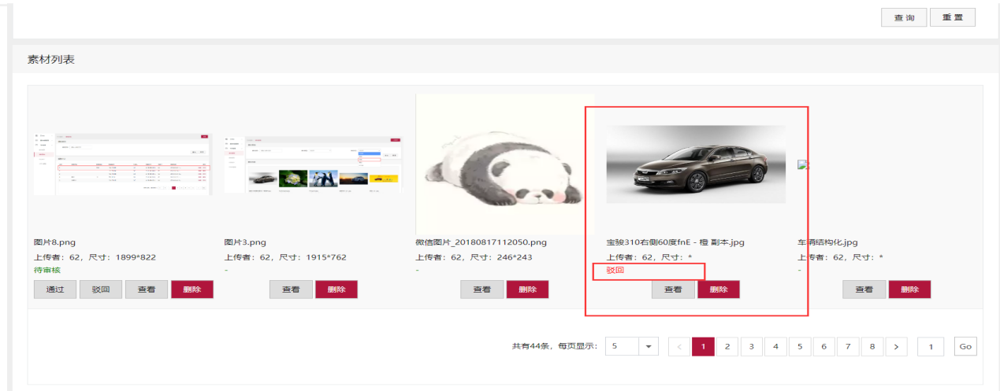 查 询 重 置
素材列表
图片8.png
上传者：62，尺寸：1899*822
待审核
通过 驳回 查看 删除
图片3.png
上传者：62，尺寸：1915*762
-
查看 删除
微信图片_20180817112050.png
上传者：62，尺寸：246*243
-
查看 删除
宝骏310右侧60度fnE - 橙 副本.jpg
上传者：62，尺寸：*
驳回
查看 删除
车辆结构化.jpg
上传者：62，尺寸：*
-
查看 删除
共有44条，每页显示： 5 < 1 2 3 4 5 6 7 8 > 1 Go